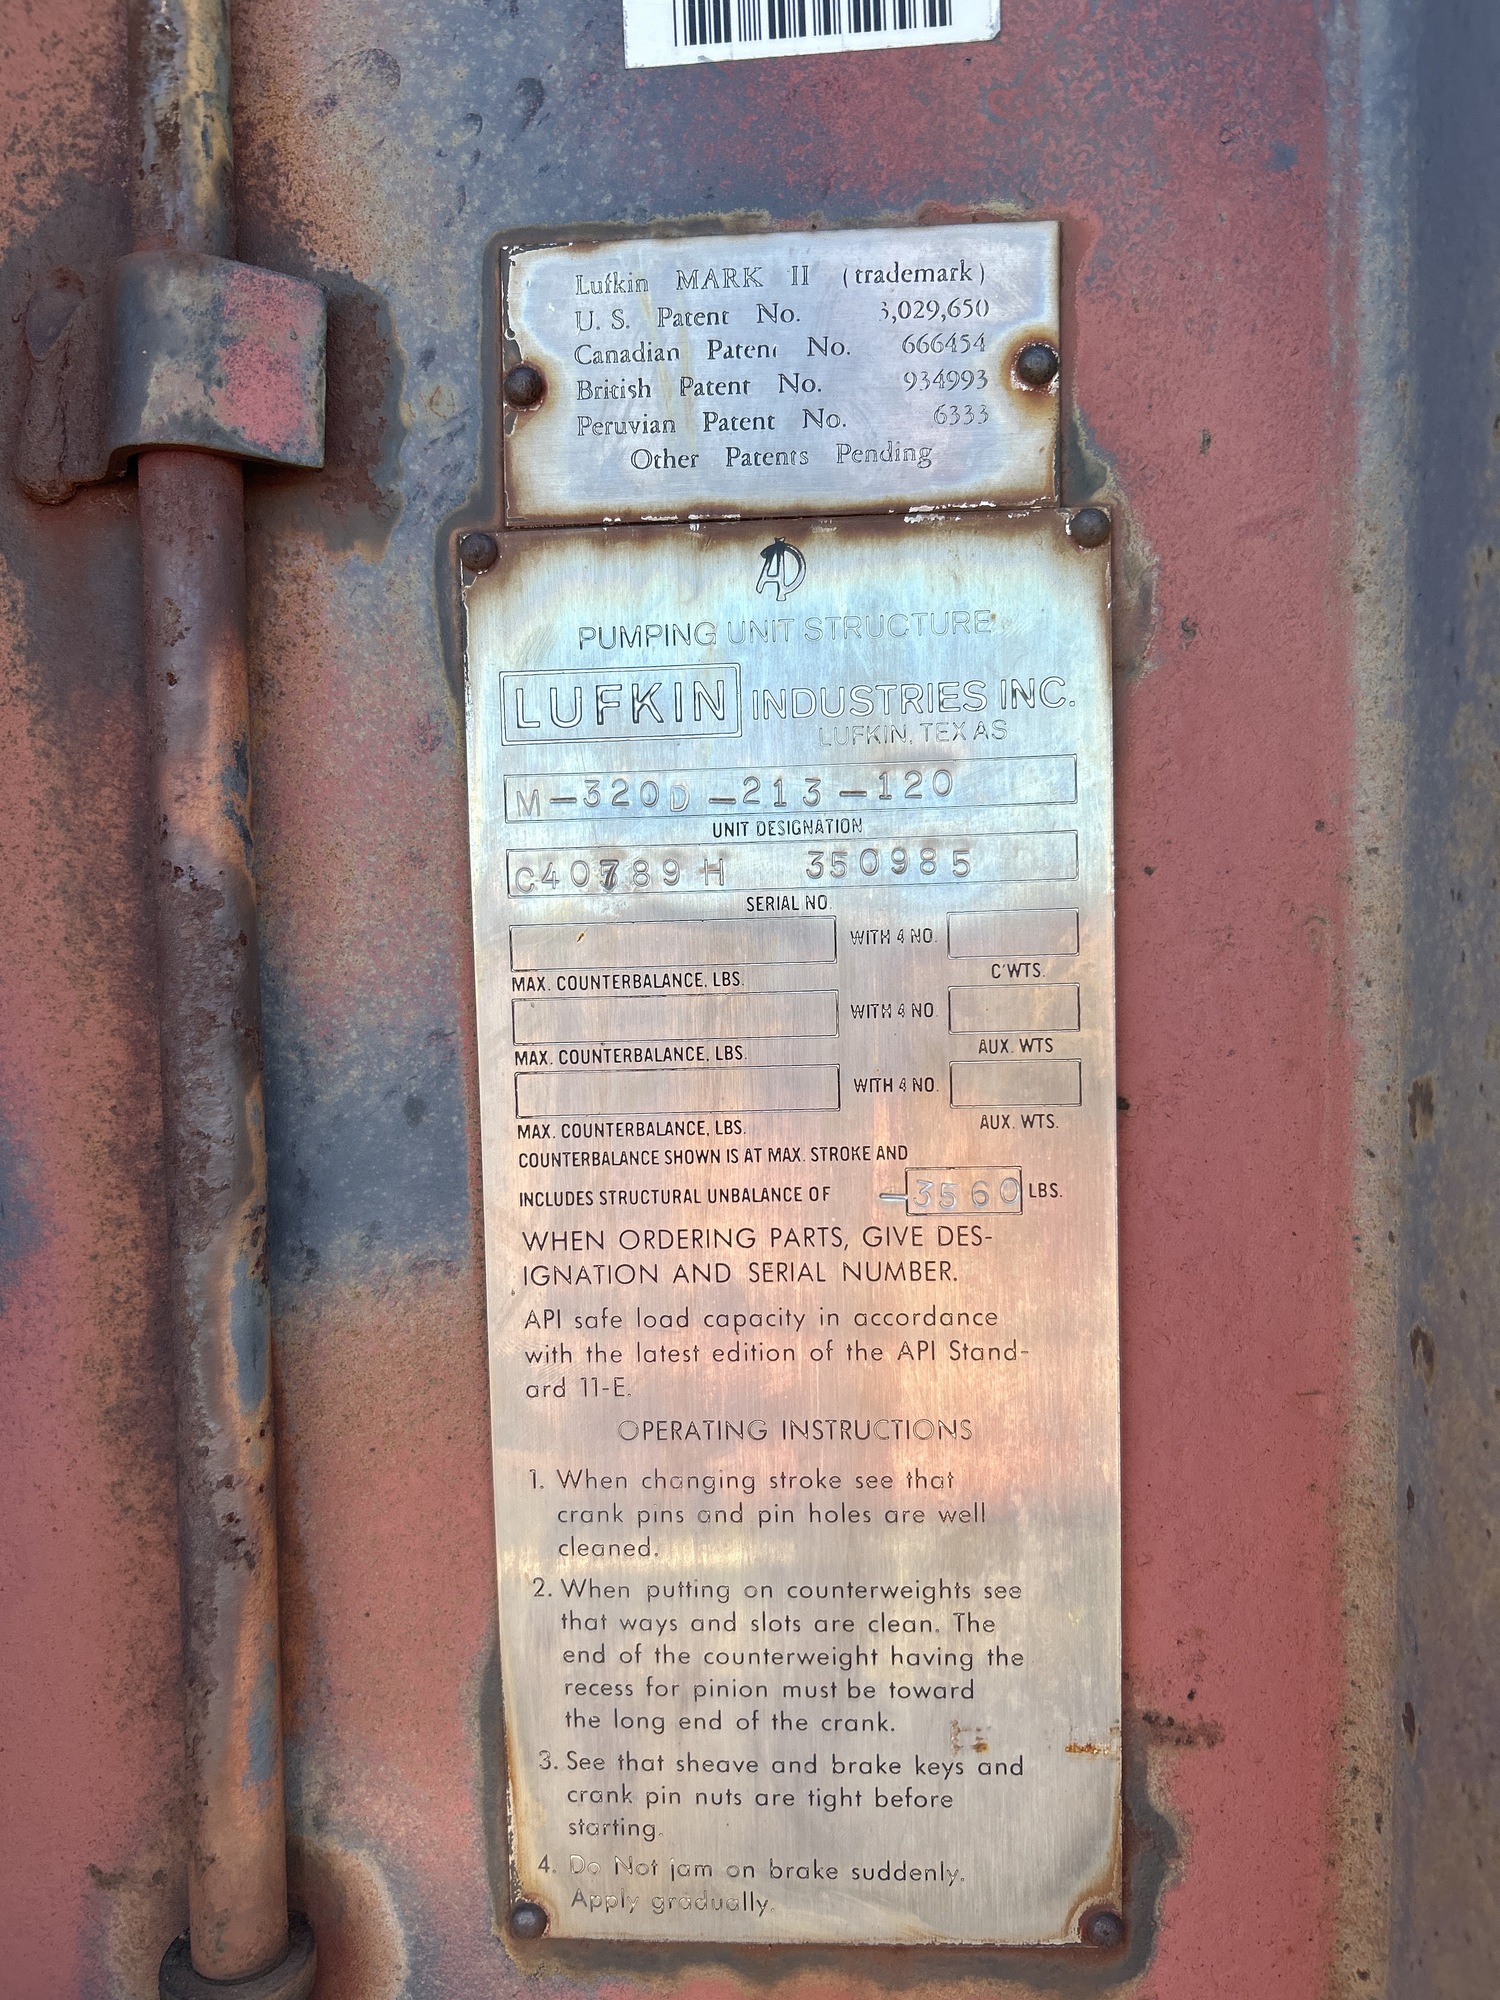 Lufkin MARK II (trademark)
U. S. Patent No. 3,029,650
Canadian Patent No. 666454
British Patent No. 934993
Peruvian Patent No. 6333
Other Patents Pending
PUMPING UNIT STRUCTURE
LUFKIN INDUSTRIES INC.
LUFKIN, TEXAS
M-320D-213-120
UNIT DESIGNATION
C40789H 350985
SERIAL NO.
WITH 4 NO.
MAX. COUNTERBALANCE, LBS. C'WTS.
WITH 4 NO.
MAX. COUNTERBALANCE, LBS. AUX. WTS
WITH 4 NO.
MAX. COUNTERBALANCE, LBS. AUX. WTS.
COUNTERBALANCE SHOWN IS AT MAX. STROKE AND
INCLUDES STRUCTURAL UNBALANCE OF -3560 LBS.
WHEN ORDERING PARTS, GIVE DES-
IGNATION AND SERIAL NUMBER.
API safe load capacity in accordance
with the latest edition of the API Stand-
ard 11-E.
OPERATING INSTRUCTIONS
1. When changing stroke see that
crank pins and pin holes are well
cleaned.
2. When putting on counterweights see
that ways and slots are clean. The
end of the counterweight having the
recess for pinion must be toward
the long end of the crank.
3. See that sheave and brake keys and
crank pin nuts are tight before
starting.
4. Do Not jam on brake suddenly.
Apply gradually.